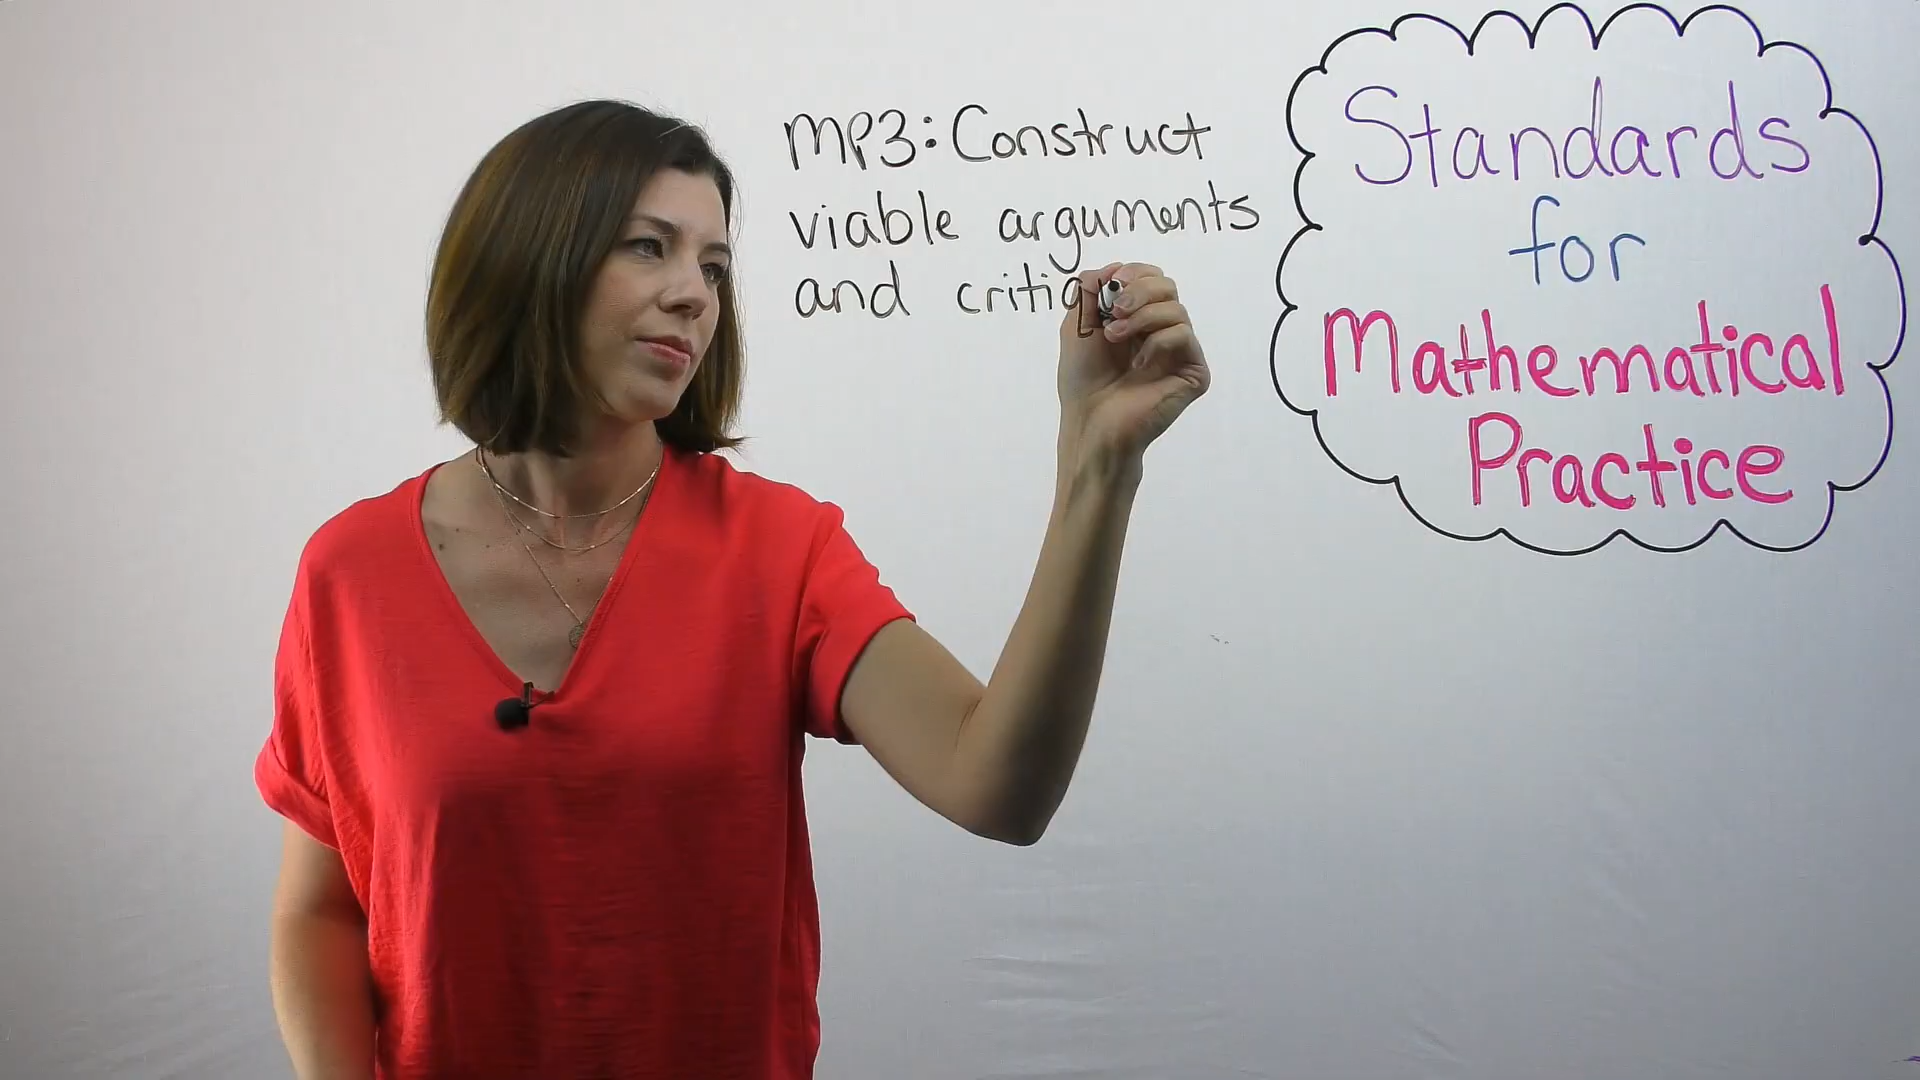 MP3: Construct
viable arguments
and critiq
Standards
for
Mathematical
Practice